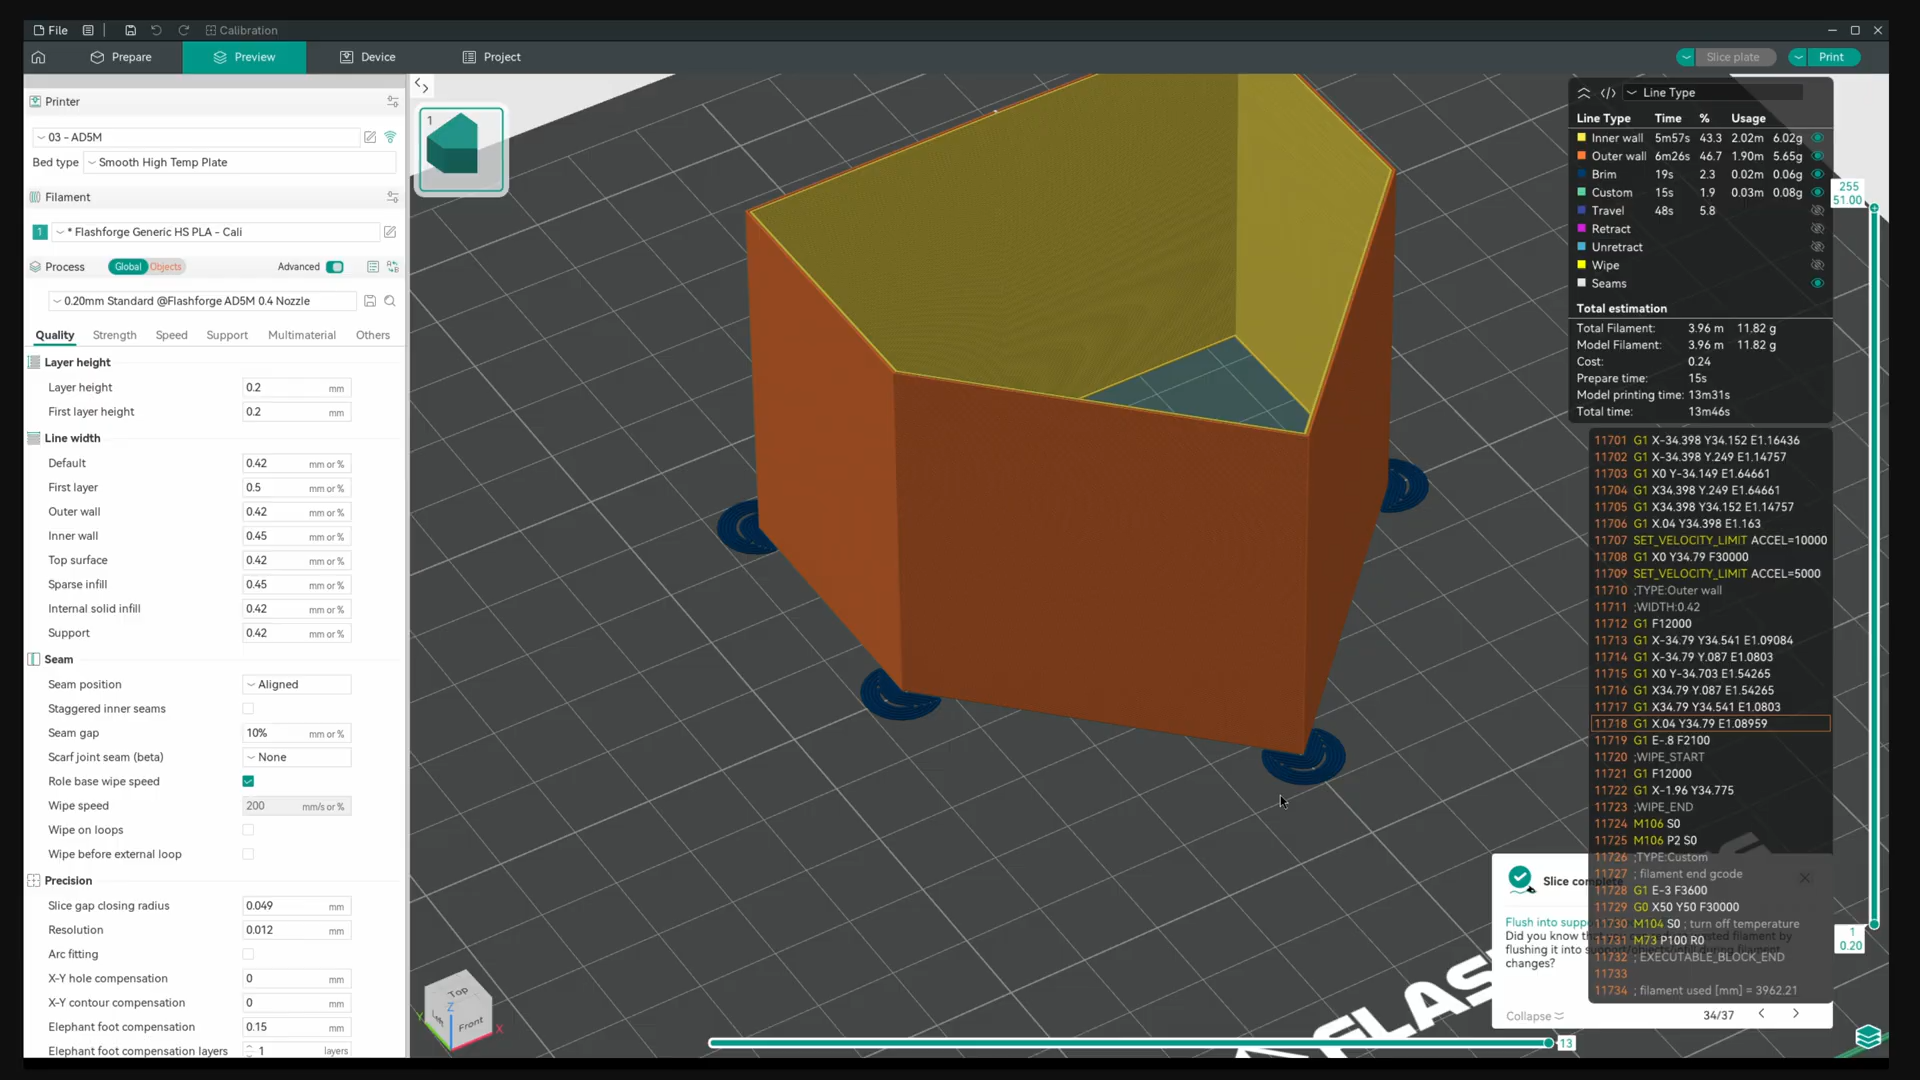 File
Calibration
Prepare
Preview
Device
Project
Slice plate
Print
Printer
03 - AD5M
Bed type
Smooth High Temp Plate
Filament
1
* Flashforge Generic HS PLA - Cali
Process
Global
Objects
Advanced
0.20mm Standard @Flashforge AD5M 0.4 Nozzle
Quality
Strength
Speed
Support
Multimaterial
Others
Layer height
Layer height 0.2 mm
First layer height 0.2 mm
Line width
Default 0.42 mm or %
First layer 0.5 mm or %
Outer wall 0.42 mm or %
Inner wall 0.45 mm or %
Top surface 0.42 mm or %
Sparse infill 0.45 mm or %
Internal solid infill 0.42 mm or %
Support 0.42 mm or %
Seam
Seam position Aligned
Staggered inner seams
Seam gap 10% mm or %
Scarf joint seam (beta) None
Role base wipe speed
Wipe speed 200 mm/s or %
Wipe on loops
Wipe before external loop
Precision
Slice gap closing radius 0.049 mm
Resolution 0.012 mm
Arc fitting
X-Y hole compensation 0 mm
X-Y contour compensation 0 mm
Elephant foot compensation 0.15 mm
Elephant foot compensation layers 1 layers
1
Top
Left
Front
Z
Y
X
Line Type
Line Type Time % Usage
Inner wall 5m57s 43.3 2.02m 6.02g
Outer wall 6m26s 46.7 1.90m 5.65g
Brim 19s 2.3 0.02m 0.06g
Custom 15s 1.9 0.03m 0.08g
Travel 48s 5.8
Retract
Unretract
Wipe
Seams
Total estimation
Total Filament: 3.96 m 11.82 g
Model Filament: 3.96 m 11.82 g
Cost: 0.24
Prepare time: 15s
Model printing time: 13m31s
Total time: 13m46s
255
51.00
11701 G1 X-34.398 Y34.152 E1.16436
11702 G1 X-34.398 Y.249 E1.14757
11703 G1 X0 Y-34.149 E1.64661
11704 G1 X34.398 Y.249 E1.64661
11705 G1 X34.398 Y34.152 E1.14757
11706 G1 X.04 Y34.398 E1.163
11707 SET_VELOCITY_LIMIT ACCEL=10000
11708 G1 X0 Y34.79 F30000
11709 SET_VELOCITY_LIMIT ACCEL=5000
11710 ;TYPE:Outer wall
11711 ;WIDTH:0.42
11712 G1 F12000
11713 G1 X-34.79 Y34.541 E1.09084
11714 G1 X-34.79 Y.087 E1.0803
11715 G1 X0 Y-34.703 E1.54265
11716 G1 X34.79 Y.087 E1.54265
11717 G1 X34.79 Y34.541 E1.0803
11718 G1 X.04 Y34.79 E1.08959
11719 G1 E-.8 F2100
11720 ;WIPE_START
11721 G1 F12000
11722 G1 X-1.96 Y34.775
11723 ;WIPE_END
11724 M106 S0
11725 M106 P2 S0
11726 ;TYPE:Custom
11727 ; filament end gcode
11728 G1 E-3 F3600
11729 G0 X50 Y50 F30000
11730 M104 S0 ; turn off temperature
11731 M73 P100 R0
11732 ; EXECUTABLE_BLOCK_END
11733
11734 ; filament used [mm] = 3962.21
1
0.20
Slice complete
Flush into supp
Did you know
flushing it into
changes?
Collapse
34/37
13
FLAS